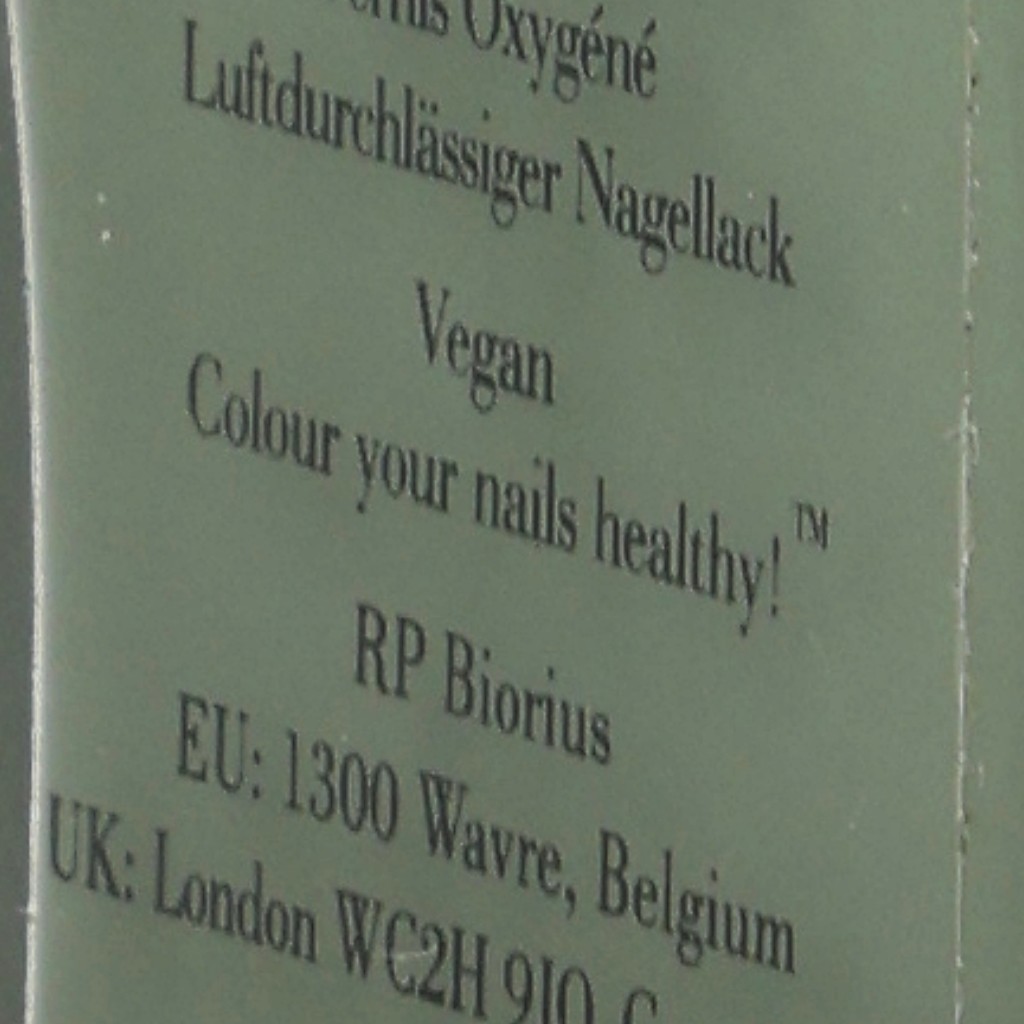 Oxygéné
Luftdurchlässiger Nagellack
Vegan
Colour your nails healthy!™
RP Biorius
EU: 1300 Wavre, Belgium
UK: London WC2H